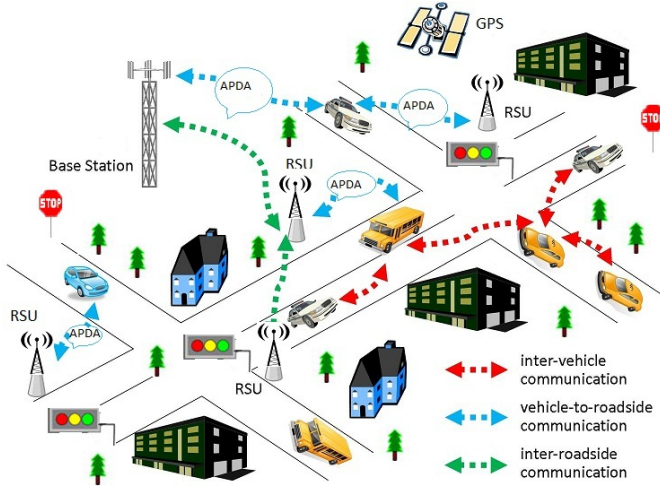 GPS
APDA
APDA
RSU
STOP
Base Station
RSU
APDA
STOP
RSU
APDA
RSU
inter-vehicle
communication
vehicle-to-roadside
communication
inter-roadside
communication